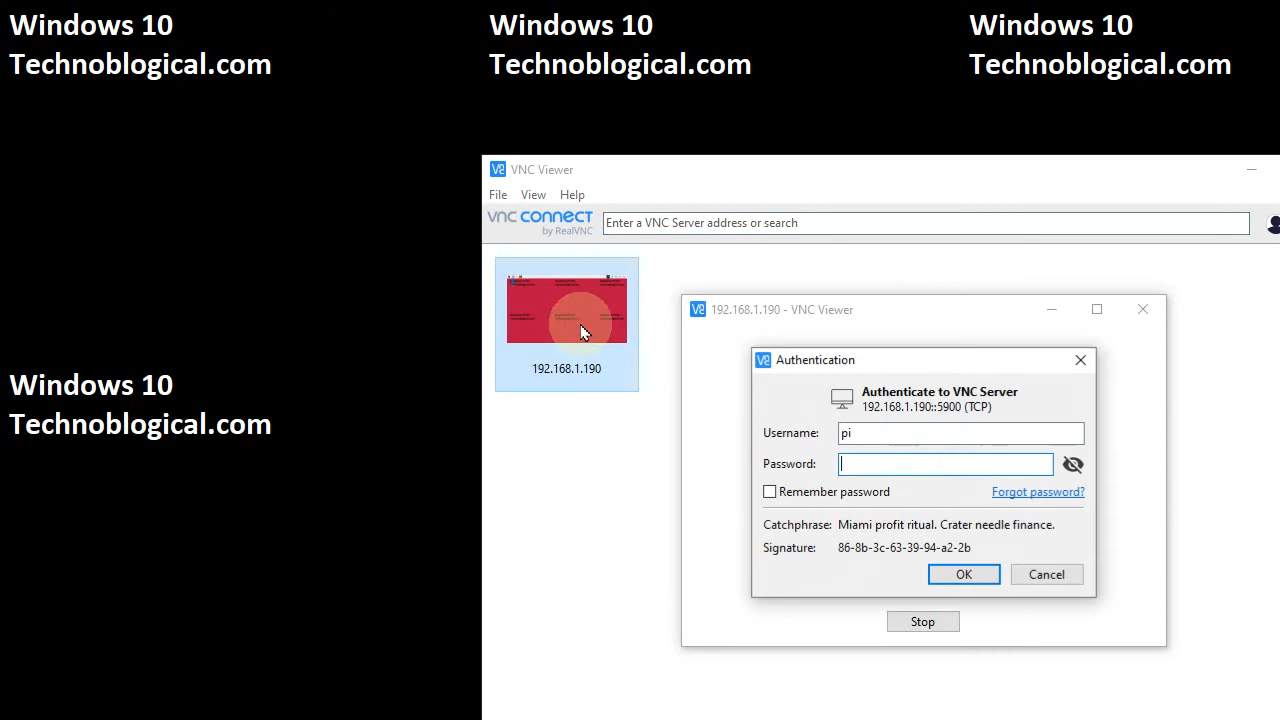 Windows 10
Technoblogical.com
Windows 10
Technoblogical.com
Windows 10
Technoblogical.com
VNC Viewer
File View Help
vnc connect
by RealVNC
Enter a VNC Server address or search
192.168.1.190
192.168.1.190 - VNC Viewer
Authentication
Authenticate to VNC Server
192.168.1.190::5900 (TCP)
Username: pi
Password:
Remember password Forgot password?
Catchphrase: Miami profit ritual. Crater needle finance.
Signature: 86-8b-3c-63-39-94-a2-2b
OK Cancel
Stop
Windows 10
Technoblogical.com